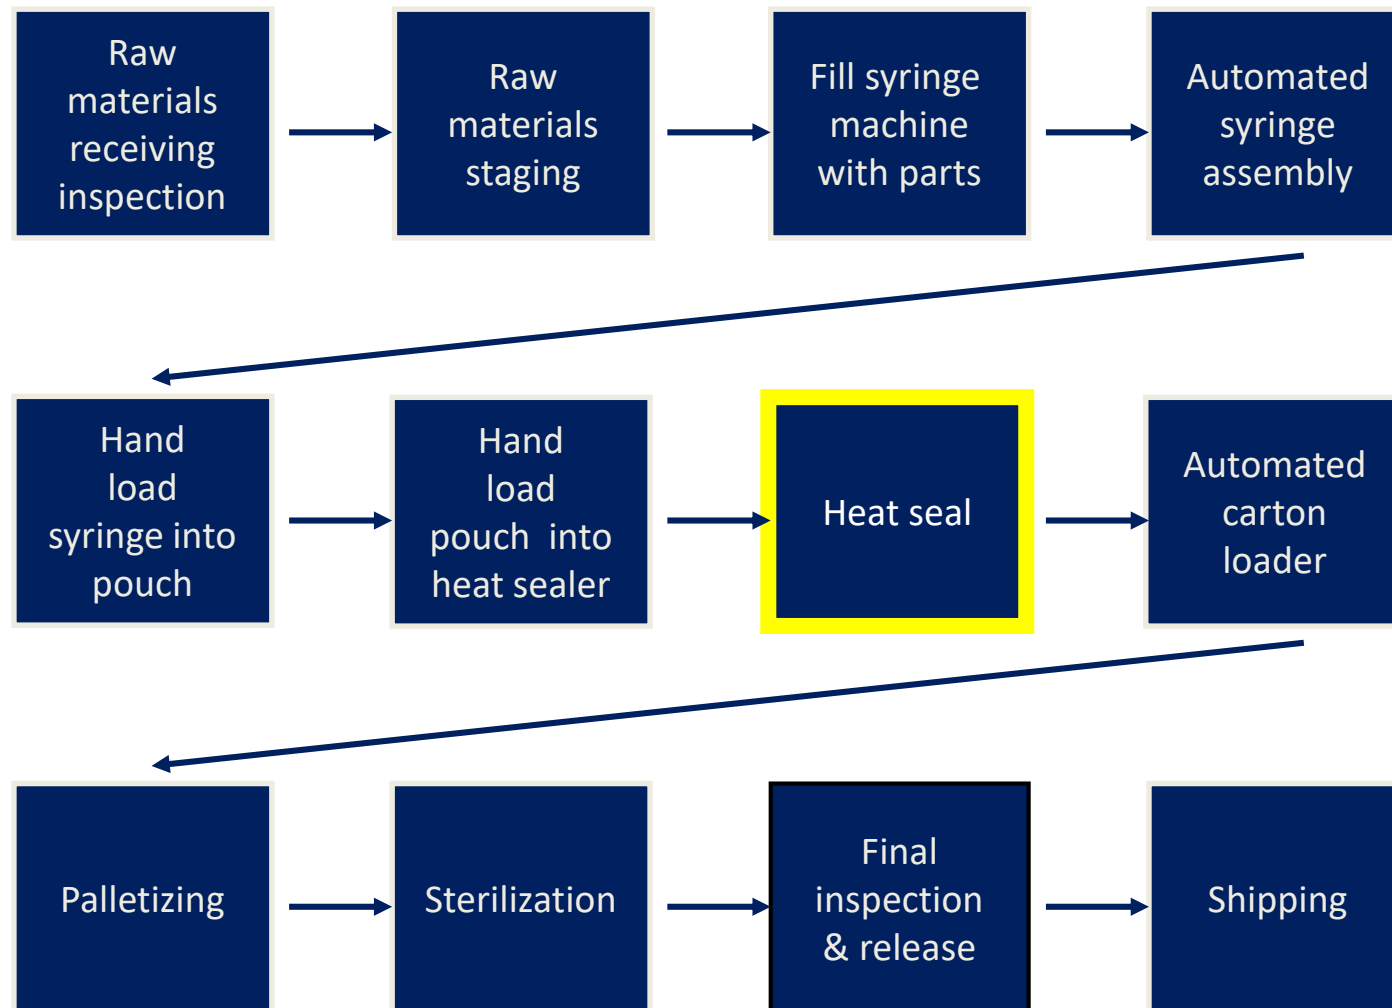 Raw
materials
receiving
inspection
Raw
materials
staging
Fill syringe
machine
with parts
Automated
syringe
assembly
Hand
load
syringe into
pouch
Hand
load
pouch into
heat sealer
Heat seal
Automated
carton
loader
Palletizing
Sterilization
Final
inspection
& release
Shipping